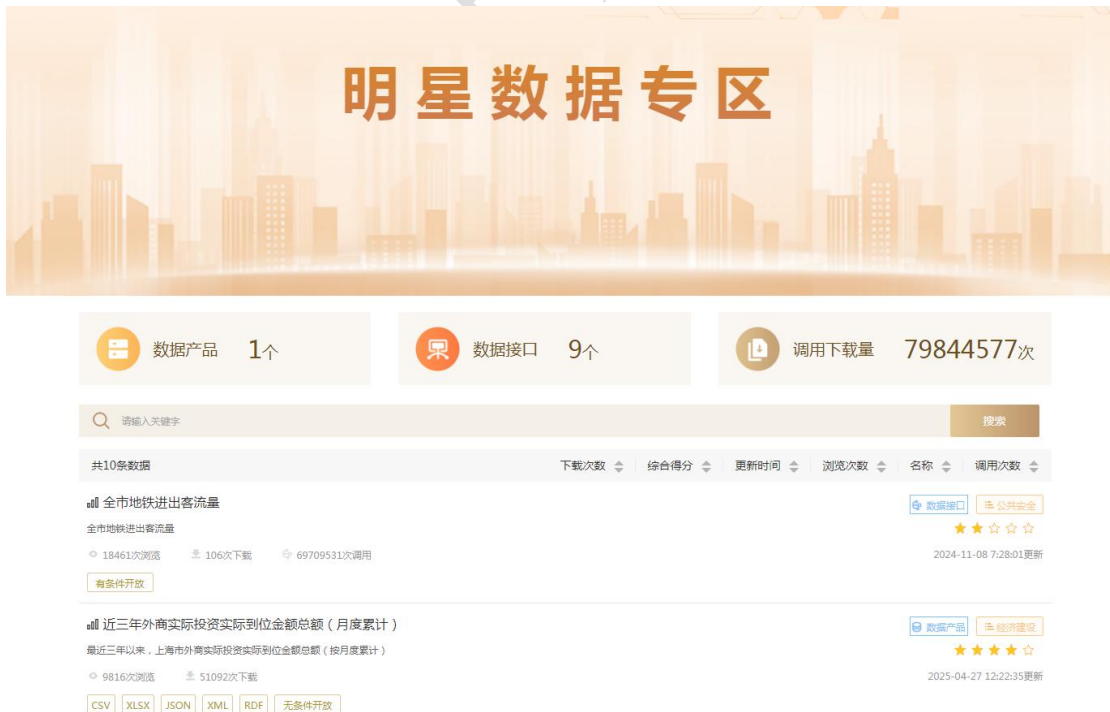 明星数据专区
数据产品 1个 数据接口 9个 调用下载量 79844577次
请输入关键字 搜索
共10条数据 下载次数 综合得分 更新时间 浏览次数 名称 调用次数
全市地铁进出客流量 数据接口 公共安全
全市地铁进出客流量
18461次浏览 106次下载 69709531次调用 2024-11-08 7:28:01更新
有条件开放
近三年外商实际投资实际到位金额总额（月度累计） 数据产品 经济建设
最近三年以来，上海市外商实际投资实际到位金额总额（按月度累计）
9816次浏览 51092次下载 2025-04-27 12:22:35更新
CSV XLSX JSON XML RDF 无条件开放